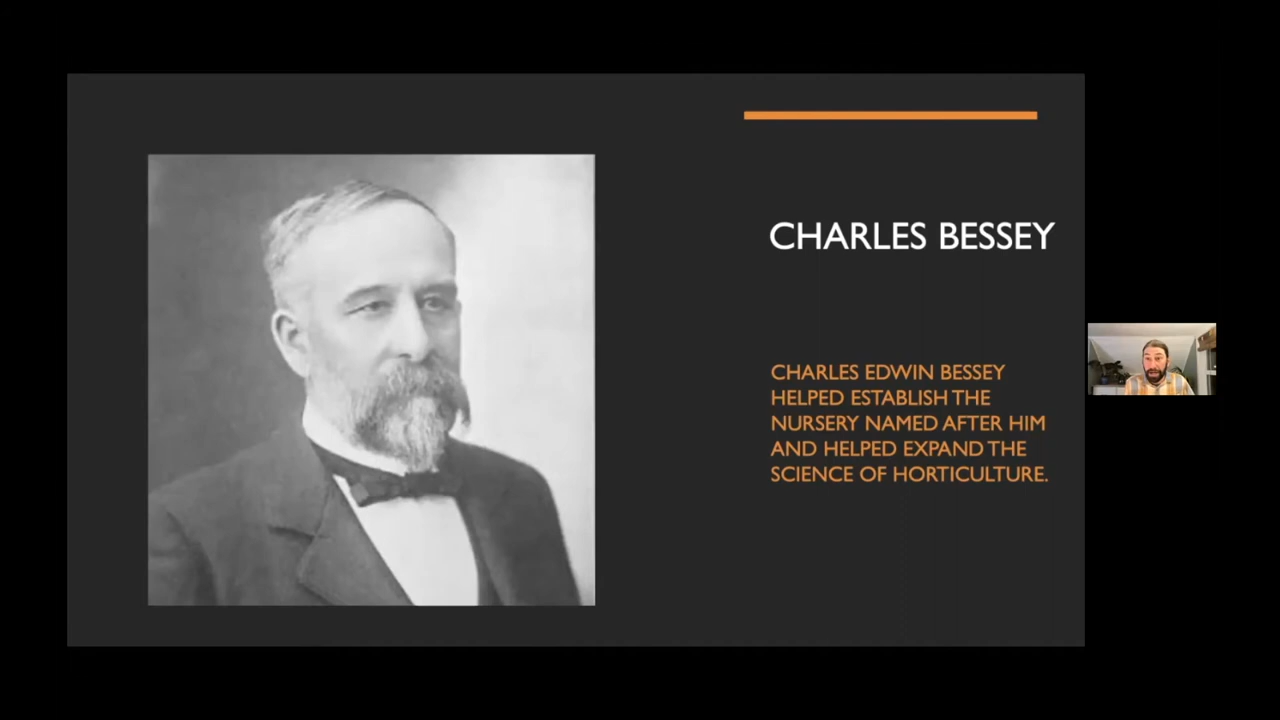 CHARLES BESSEY
CHARLES EDWIN BESSEY
HELPED ESTABLISH THE
NURSERY NAMED AFTER HIM
AND HELPED EXPAND THE
SCIENCE OF HORTICULTURE.